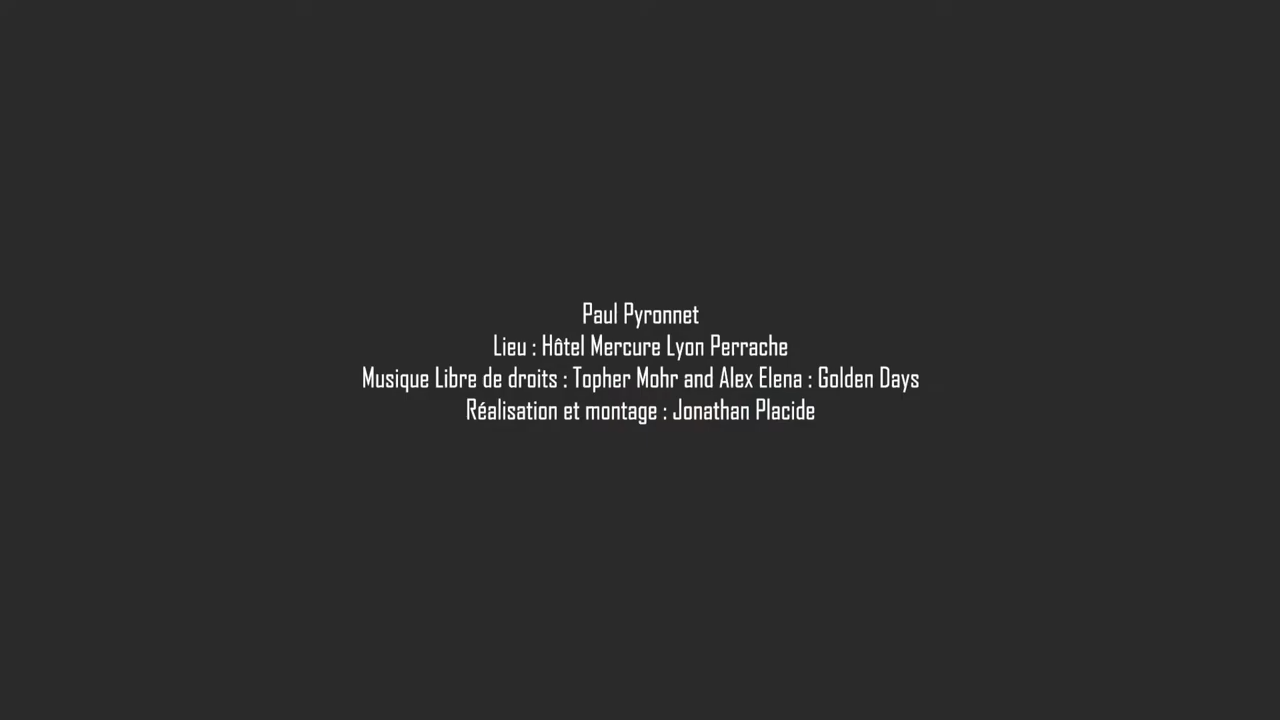 Paul Pyronnet
Lieu : Hôtel Mercure Lyon Perrache
Musique Libre de droits : Topher Mohr and Alex Elena : Golden Days
Réalisation et montage : Jonathan Placide